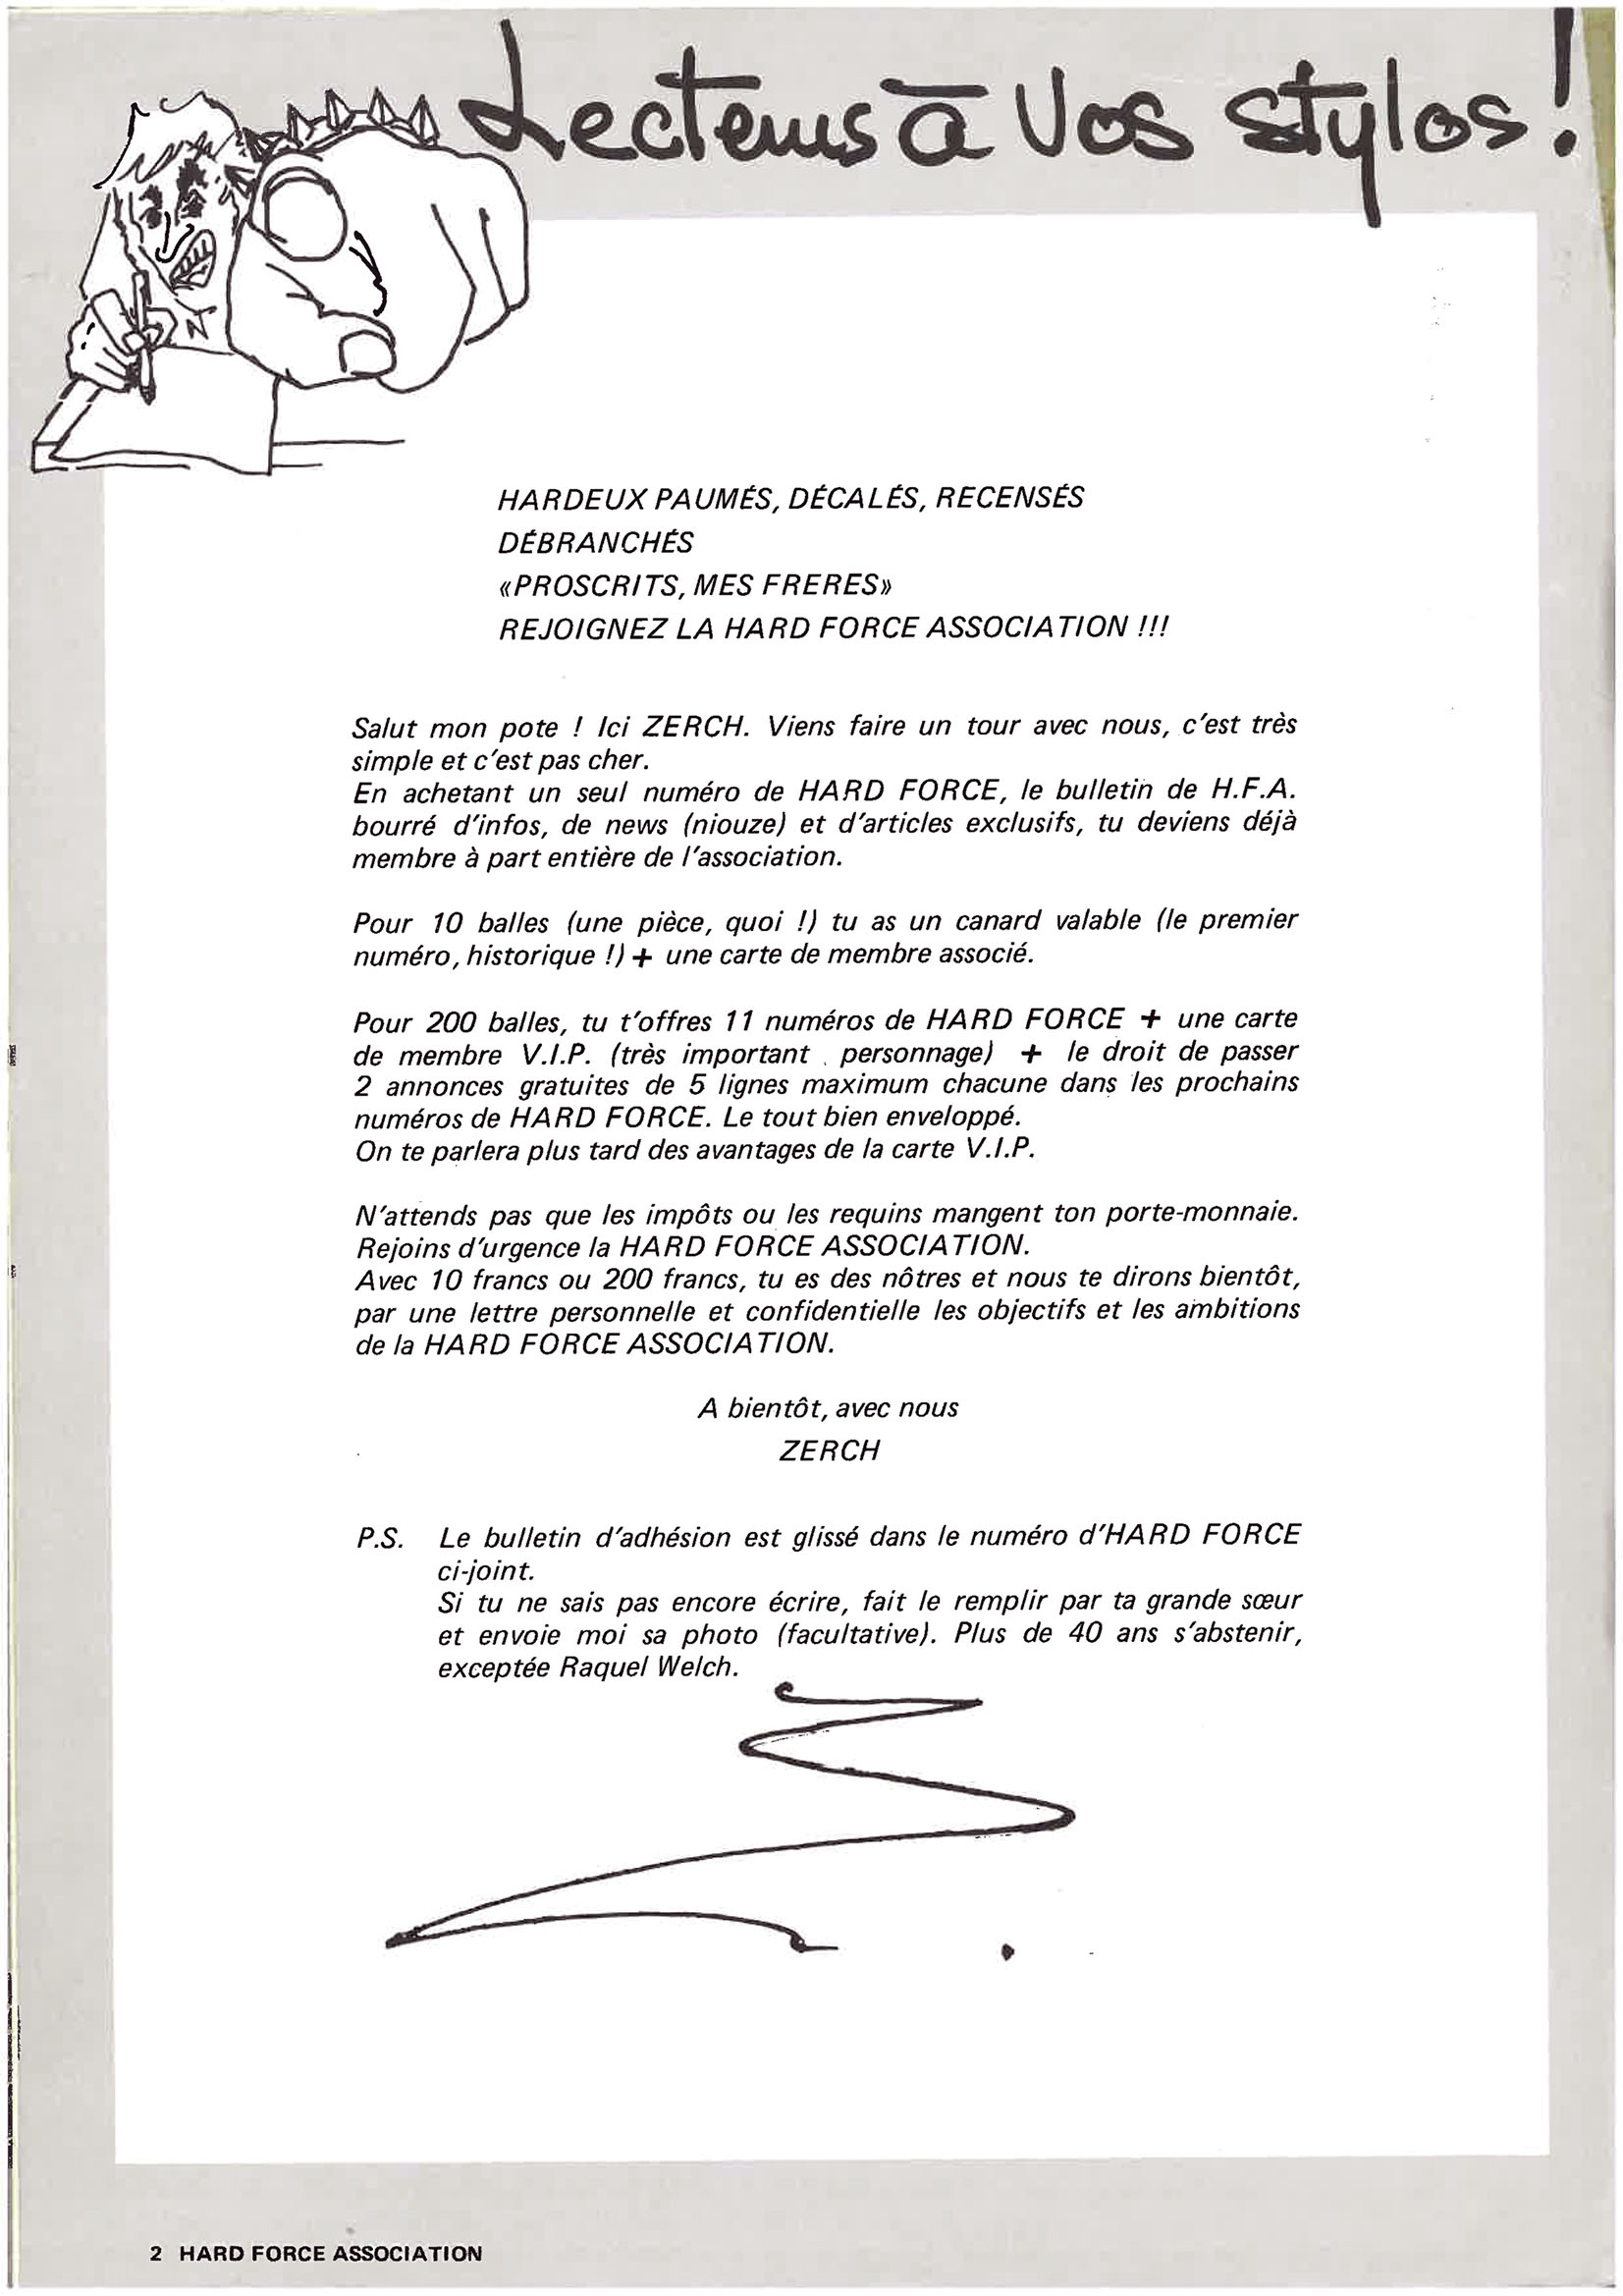 Lecteurs à vos stylos !
N
HARDEUX PAUMÉS, DÉCALÉS, RECENSÉS
DÉBRANCHÉS
«PROSCRITS, MES FRERES»
REJOIGNEZ LA HARD FORCE ASSOCIATION !!!
Salut mon pote ! Ici ZERCH. Viens faire un tour avec nous, c'est très
simple et c'est pas cher.
En achetant un seul numéro de HARD FORCE, le bulletin de H.F.A.
bourré d'infos, de news (niouze) et d'articles exclusifs, tu deviens déjà
membre à part entière de l'association.
Pour 10 balles (une pièce, quoi !) tu as un canard valable (le premier
numéro, historique !) + une carte de membre associé.
Pour 200 balles, tu t'offres 11 numéros de HARD FORCE + une carte
de membre V.I.P. (très important personnage) + le droit de passer
2 annonces gratuites de 5 lignes maximum chacune dans les prochains
numéros de HARD FORCE. Le tout bien enveloppé.
On te parlera plus tard des avantages de la carte V.I.P.
N'attends pas que les impôts ou les requins mangent ton porte-monnaie.
Rejoins d'urgence la HARD FORCE ASSOCIATION.
Avec 10 francs ou 200 francs, tu es des nôtres et nous te dirons bientôt,
par une lettre personnelle et confidentielle les objectifs et les ambitions
de la HARD FORCE ASSOCIATION.
A bientôt, avec nous
ZERCH
P.S. Le bulletin d'adhésion est glissé dans le numéro d'HARD FORCE
ci-joint.
Si tu ne sais pas encore écrire, fait le remplir par ta grande sœur
et envoie moi sa photo (facultative). Plus de 40 ans s'abstenir,
exceptée Raquel Welch.
2 HARD FORCE ASSOCIATION